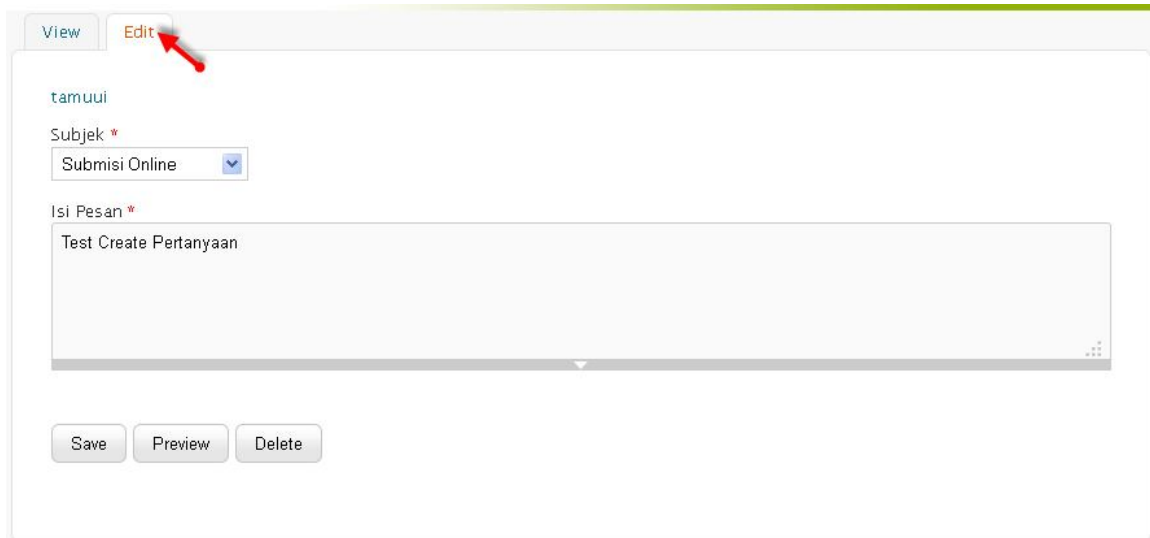 View Edit
tamuui
Subjek *
Submisi Online
Isi Pesan *
Test Create Pertanyaan
Save Preview Delete